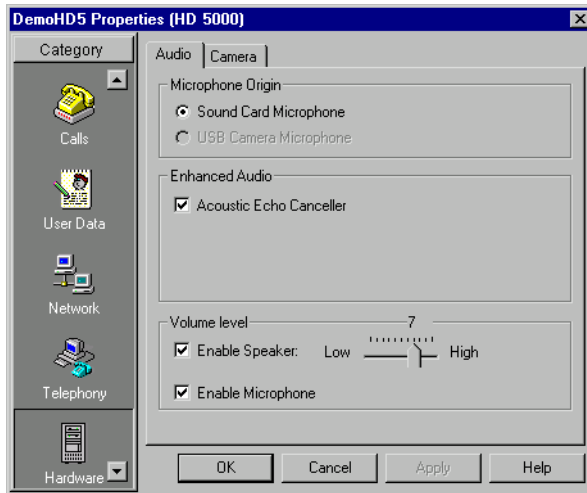 DemoHD5 Properties (HD 5000)
Category
Calls
User Data
Network
Telephony
Hardware
Audio
Camera
Microphone Origin
Sound Card Microphone
USB Camera Microphone
Enhanced Audio
Acoustic Echo Canceller
Volume level
7
Enable Speaker: Low High
Enable Microphone
OK Cancel Apply Help